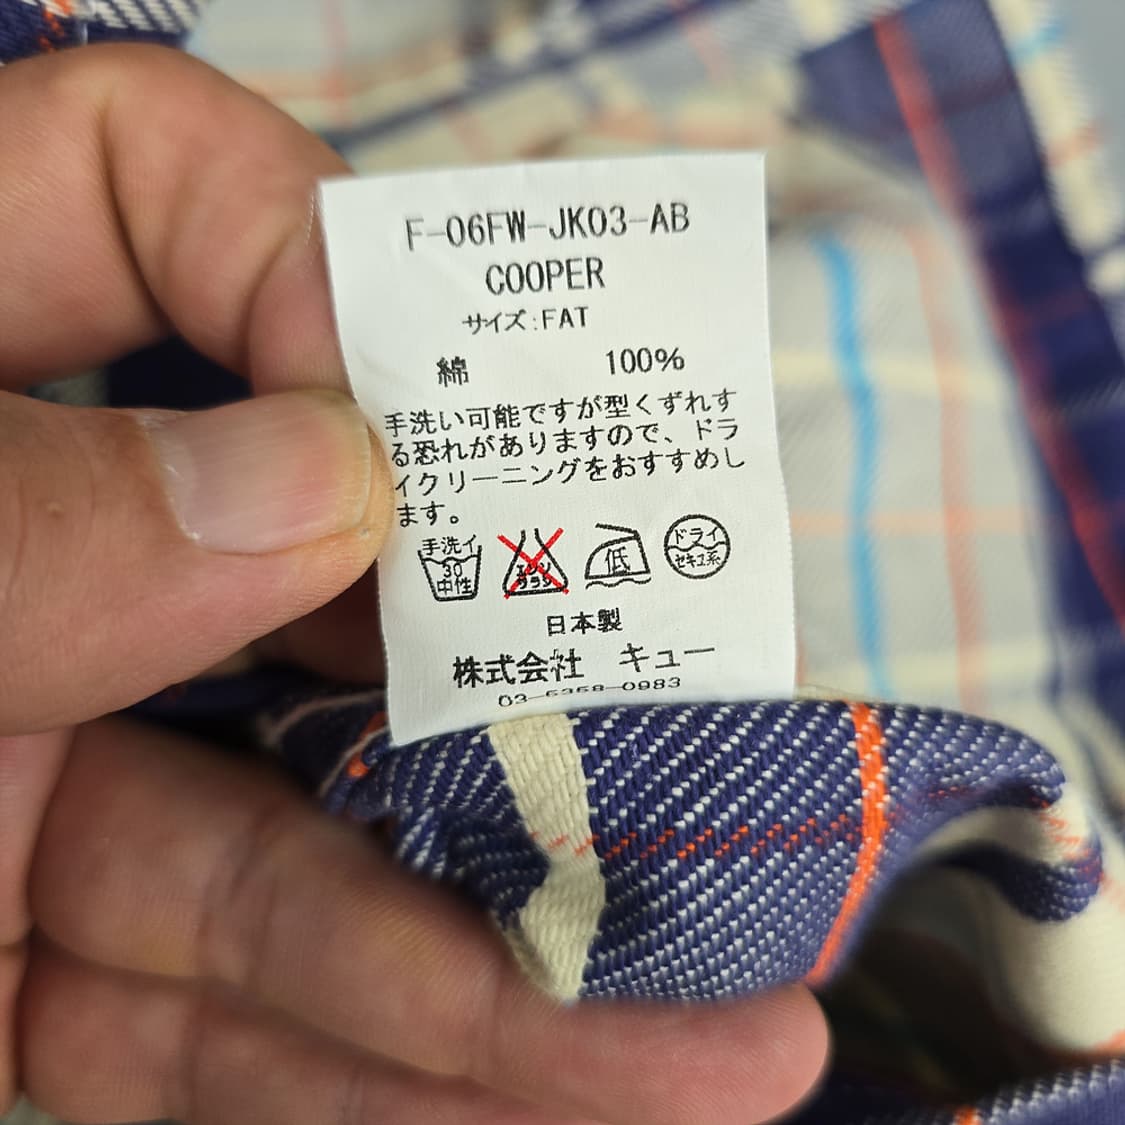 F-06FW-JK03-AB
COOPER
サイズ:FAT
綿 100%
手洗い可能ですが型くずれす
る恐れがありますので、ドラ
イクリーニングをおすすめし
ます。
手洗イ
30
中性
エンソ
サラシ
低
ドライ
セキユ系
日本製
株式会社 キュー
03-5358-0983